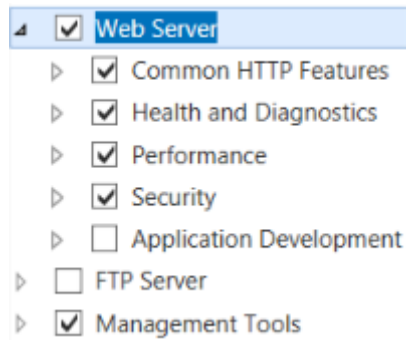 Web Server
Common HTTP Features
Health and Diagnostics
Performance
Security
Application Development
FTP Server
Management Tools